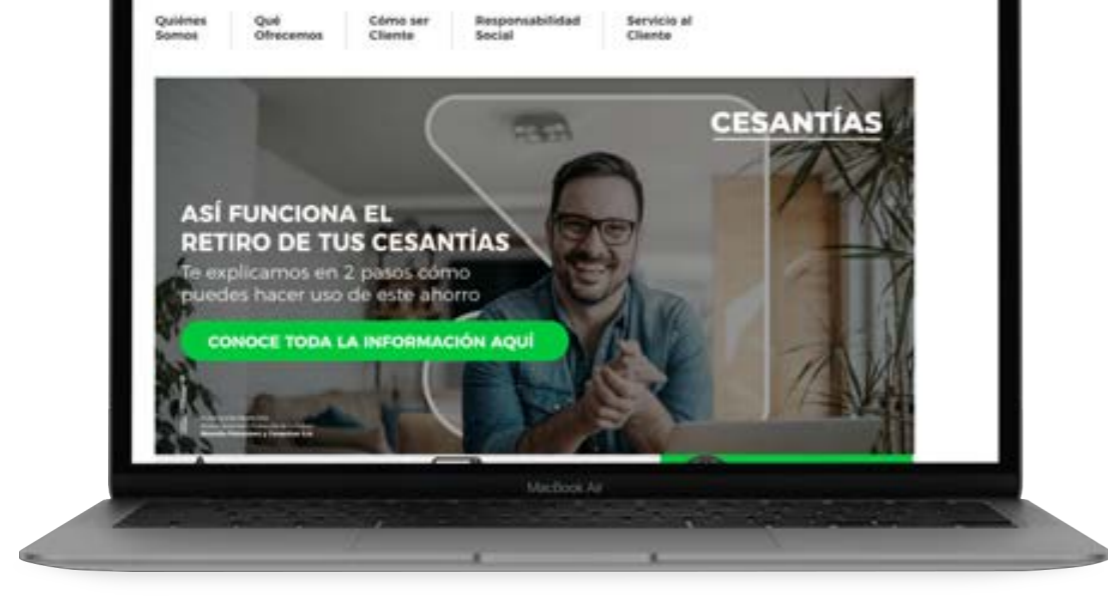 Quiénes
Somos
Qué
Ofrecemos
Cómo ser
Cliente
Responsabilidad
Social
Servicio al
Cliente
CESANTÍAS
ASÍ FUNCIONA EL
RETIRO DE TUS CESANTÍAS
Te explicamos en 2 pasos cómo
puedes hacer uso de este ahorro
CONOCE TODA LA INFORMACIÓN AQUÍ
MacBook Air